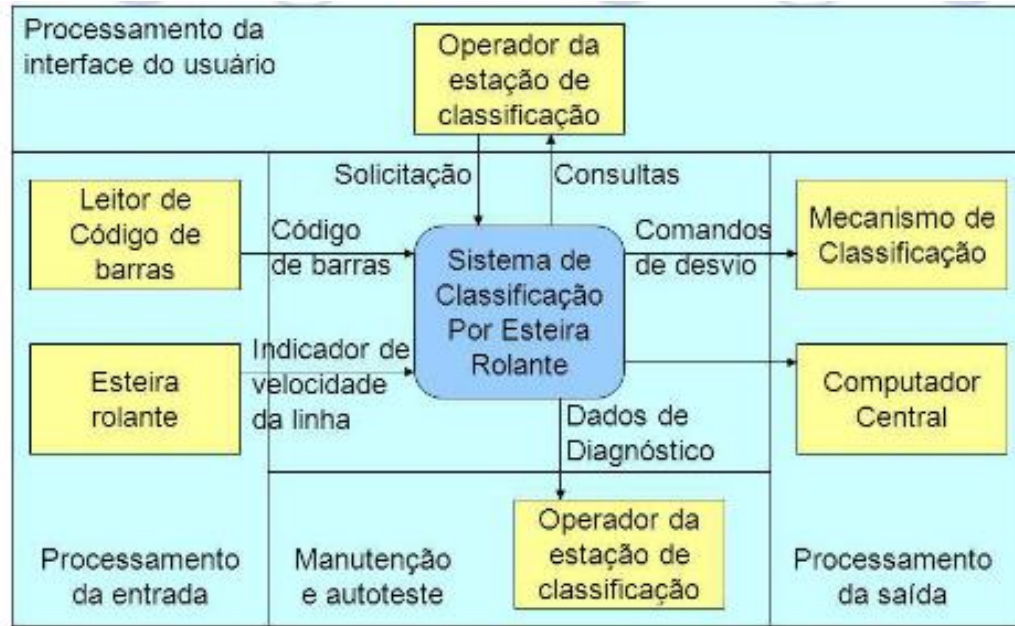 Processamento da
interface do usuário
Operador da
estação de
classificação
Solicitação
Consultas
Leitor de
Código de
barras
Código
de barras
Sistema de
Classificação
Por Esteira
Rolante
Comandos
de desvio
Mecanismo de
Classificação
Esteira
rolante
Indicador de
velocidade
da linha
Computador
Central
Dados de
Diagnóstico
Processamento
da entrada
Manutenção
e autoteste
Operador da
estação de
classificação
Processamento
da saída